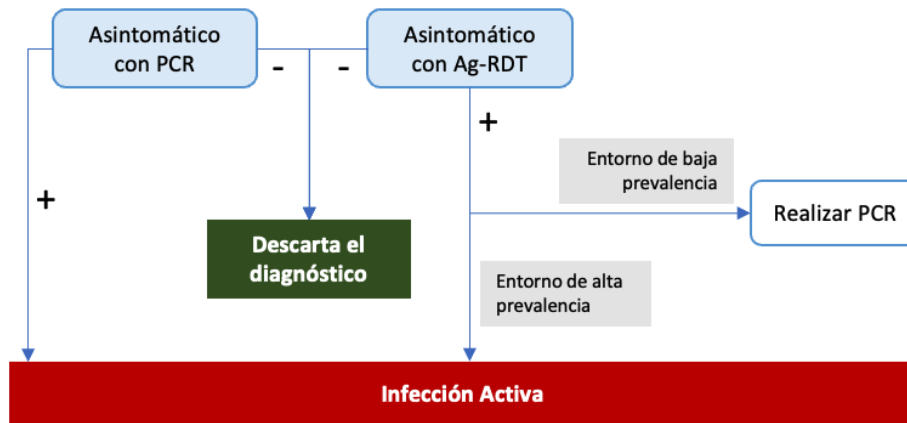 Asintomático
con PCR
Asintomático
con Ag-RDT
-
-
+
+
Entorno de baja
prevalencia
Realizar PCR
Descarta el
diagnóstico
Entorno de alta
prevalencia
Infección Activa